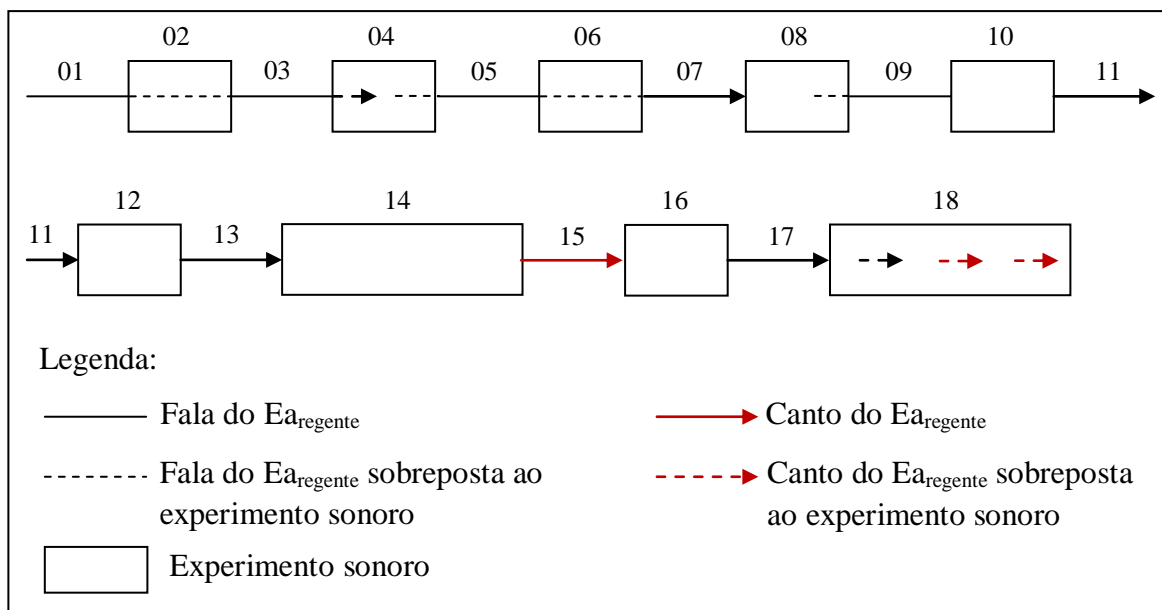 02 04 06 08 10
01 03 05 07 09 11
12 14 16 18
11 13 15 17
Legenda:
Fala do Earegente
Canto do Earegente
Fala do Earegente sobreposta ao
experimento sonoro
Canto do Earegente sobreposta
ao experimento sonoro
Experimento sonoro